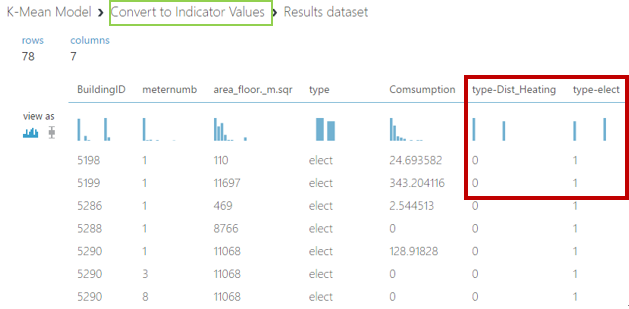 K-Mean Model > Convert to Indicator Values > Results dataset
rows columns
78 7
BuildingID meternumb area_floor._m.sqr type Comsumption type-Dist_Heating type-elect
view as
5198 1 110 elect 24.693582 0 1
5199 1 11697 elect 343.204116 0 1
5286 1 469 elect 2.544513 0 1
5288 1 8766 elect 0 0 1
5290 1 11068 elect 128.91828 0 1
5290 3 11068 elect 0 0 1
5290 8 11068 elect 0 0 1